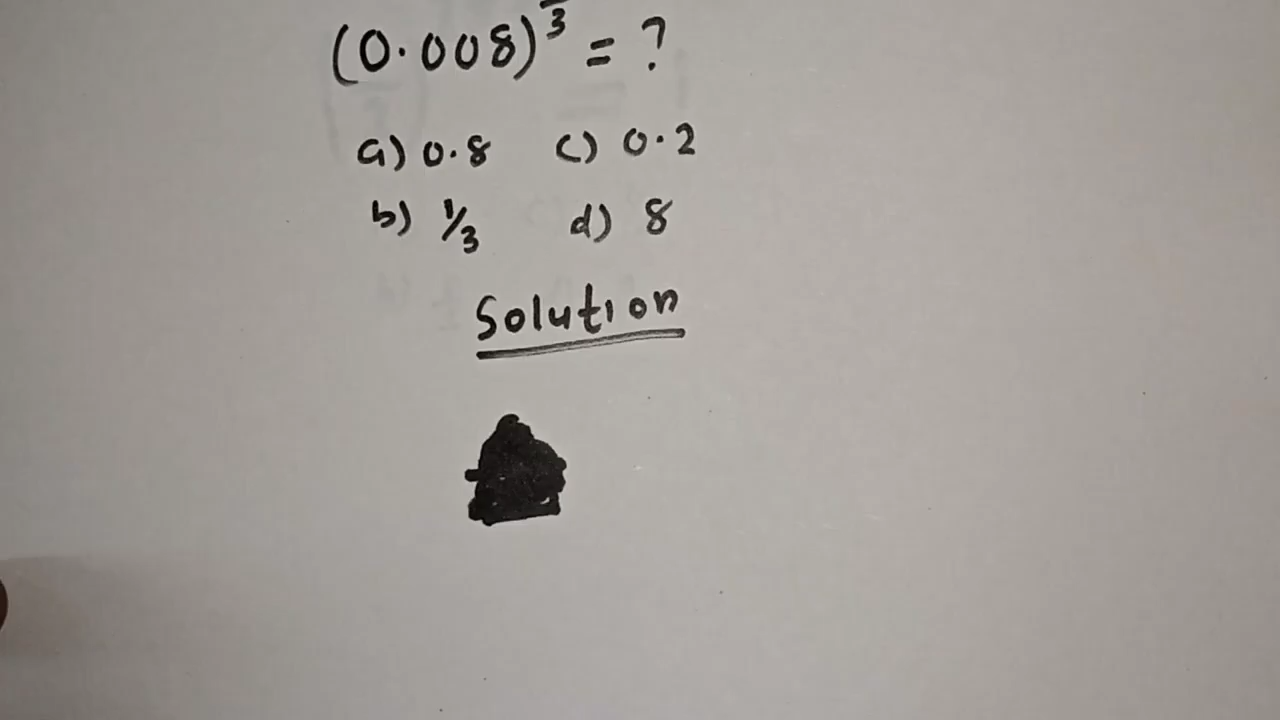 (0.008)^‾3 = ?
a) 0.8 c) 0.2
b) 1/3 d) 8
Solution